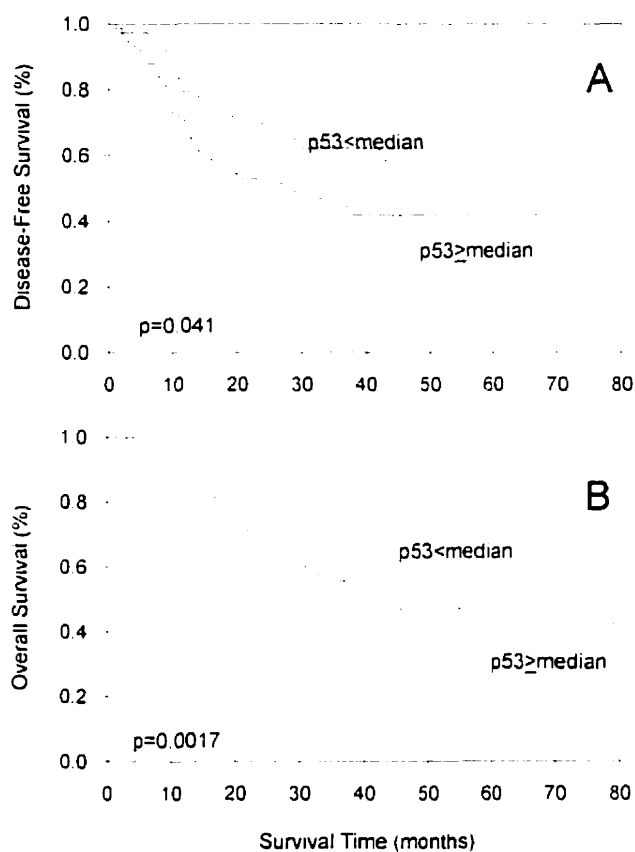 A
Disease-Free Survival (%)
1.0
0.8
0.6
0.4
0.2
0.0
p53<median
p53≥median
p=0.041
0 10 20 30 40 50 60 70 80
B
Overall Survival (%)
1.0
0.8
0.6
0.4
0.2
0.0
p53<median
p53≥median
p=0.0017
0 10 20 30 40 50 60 70 80
Survival Time (months)